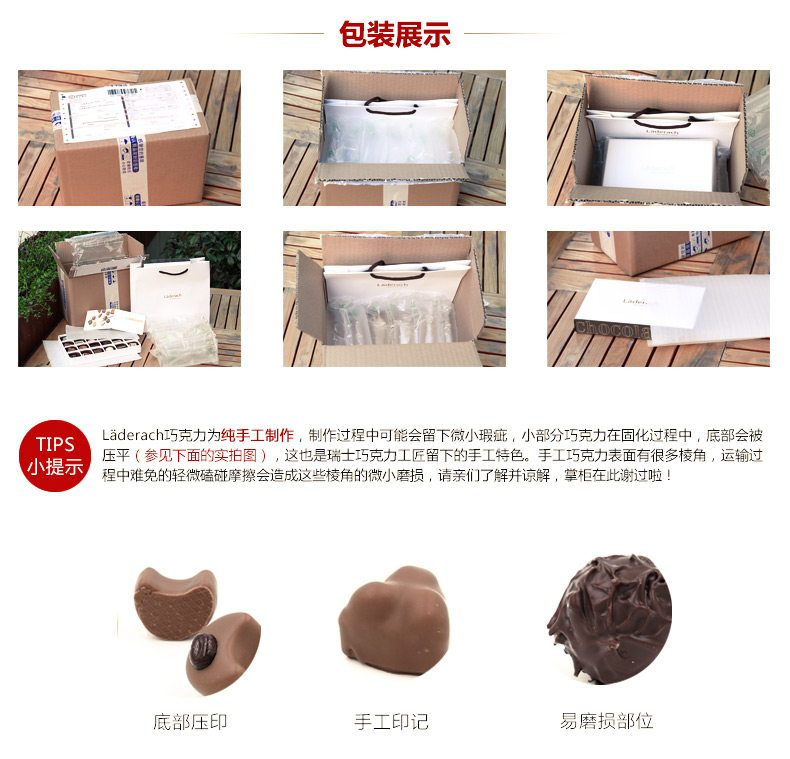 包装展示
Läderach
Läderach
Läderach
Läderach
chocola
TIPS
小提示
Läderach巧克力为纯手工制作，制作过程中可能会留下微小瑕疵，小部分巧克力在固化过程中，底部会被
压平（参见下面的实拍图），这也是瑞士巧克力工匠留下的手工特色。手工巧克力表面有很多棱角，运输过
程中难免的轻微磕碰摩擦会造成这些棱角的微小磨损，请亲们了解并谅解，掌柜在此谢过啦！
底部压印
手工印记
易磨损部位